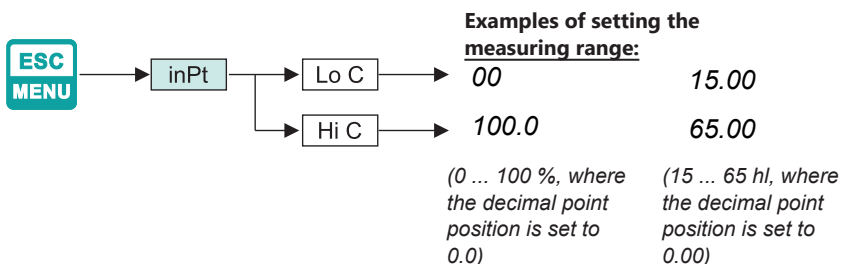 Examples of setting the
measuring range:
ESC
MENU
inPt
Lo C
00
15.00
Hi C
100.0
65.00
(0 ... 100 %, where
the decimal point
position is set to
0.0)
(15 ... 65 hl, where
the decimal point
position is set to
0.00)